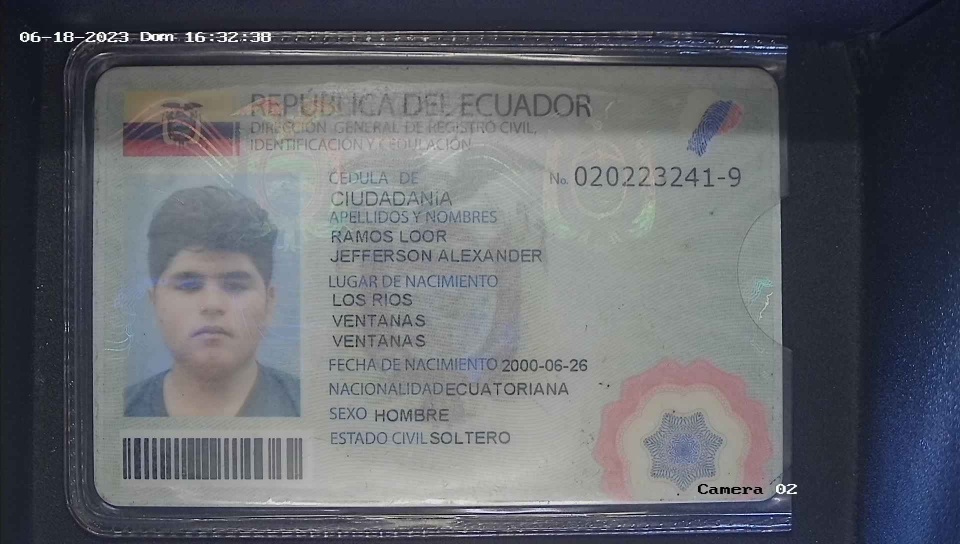 06-18-2023 Dom 16:32:38
REPÚBLICA DEL ECUADOR
DIRECCIÓN GENERAL DE REGISTRO CIVIL,
IDENTIFICACIÓN Y CEDULACIÓN
CÉDULA DE
No. 020223241-9
CIUDADANÍA
APELLIDOS Y NOMBRES
RAMOS LOOR
JEFFERSON ALEXANDER
LUGAR DE NACIMIENTO
LOS RIOS
VENTANAS
VENTANAS
FECHA DE NACIMIENTO 2000-06-26
NACIONALIDAD ECUATORIANA
SEXO HOMBRE
ESTADO CIVIL SOLTERO
Camera 02